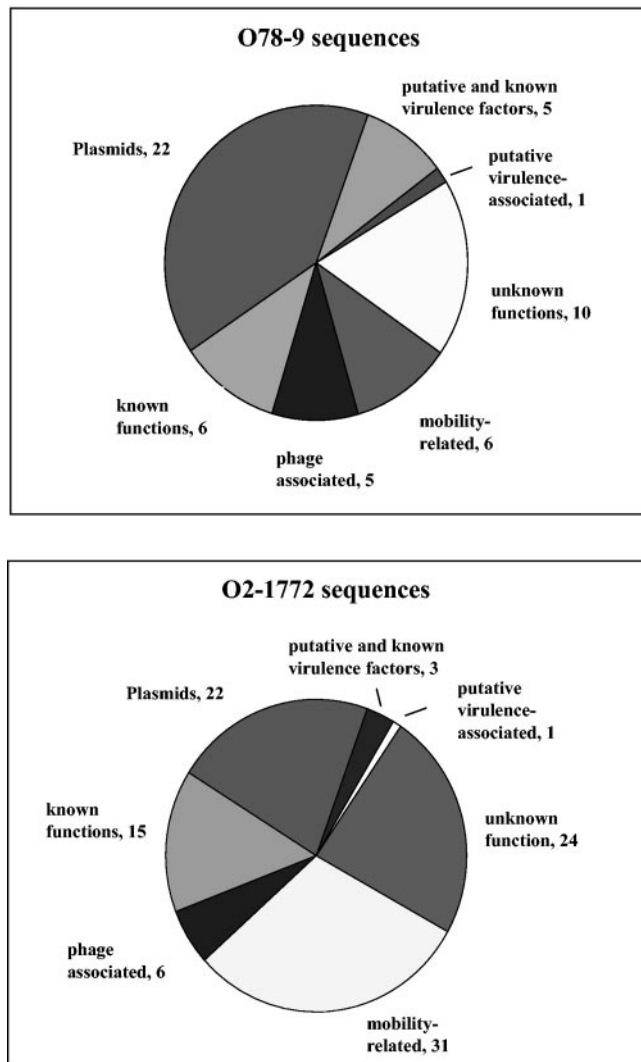 O78-9 sequences
putative and known
virulence factors, 5
Plasmids, 22
putative
virulence-
associated, 1
unknown
functions, 10
known
functions, 6
mobility-
related, 6
phage
associated, 5
O2-1772 sequences
putative and known
virulence factors, 3
Plasmids, 22
putative
virulence-
associated, 1
known
functions, 15
unknown
function, 24
phage
associated, 6
mobility-
related, 31